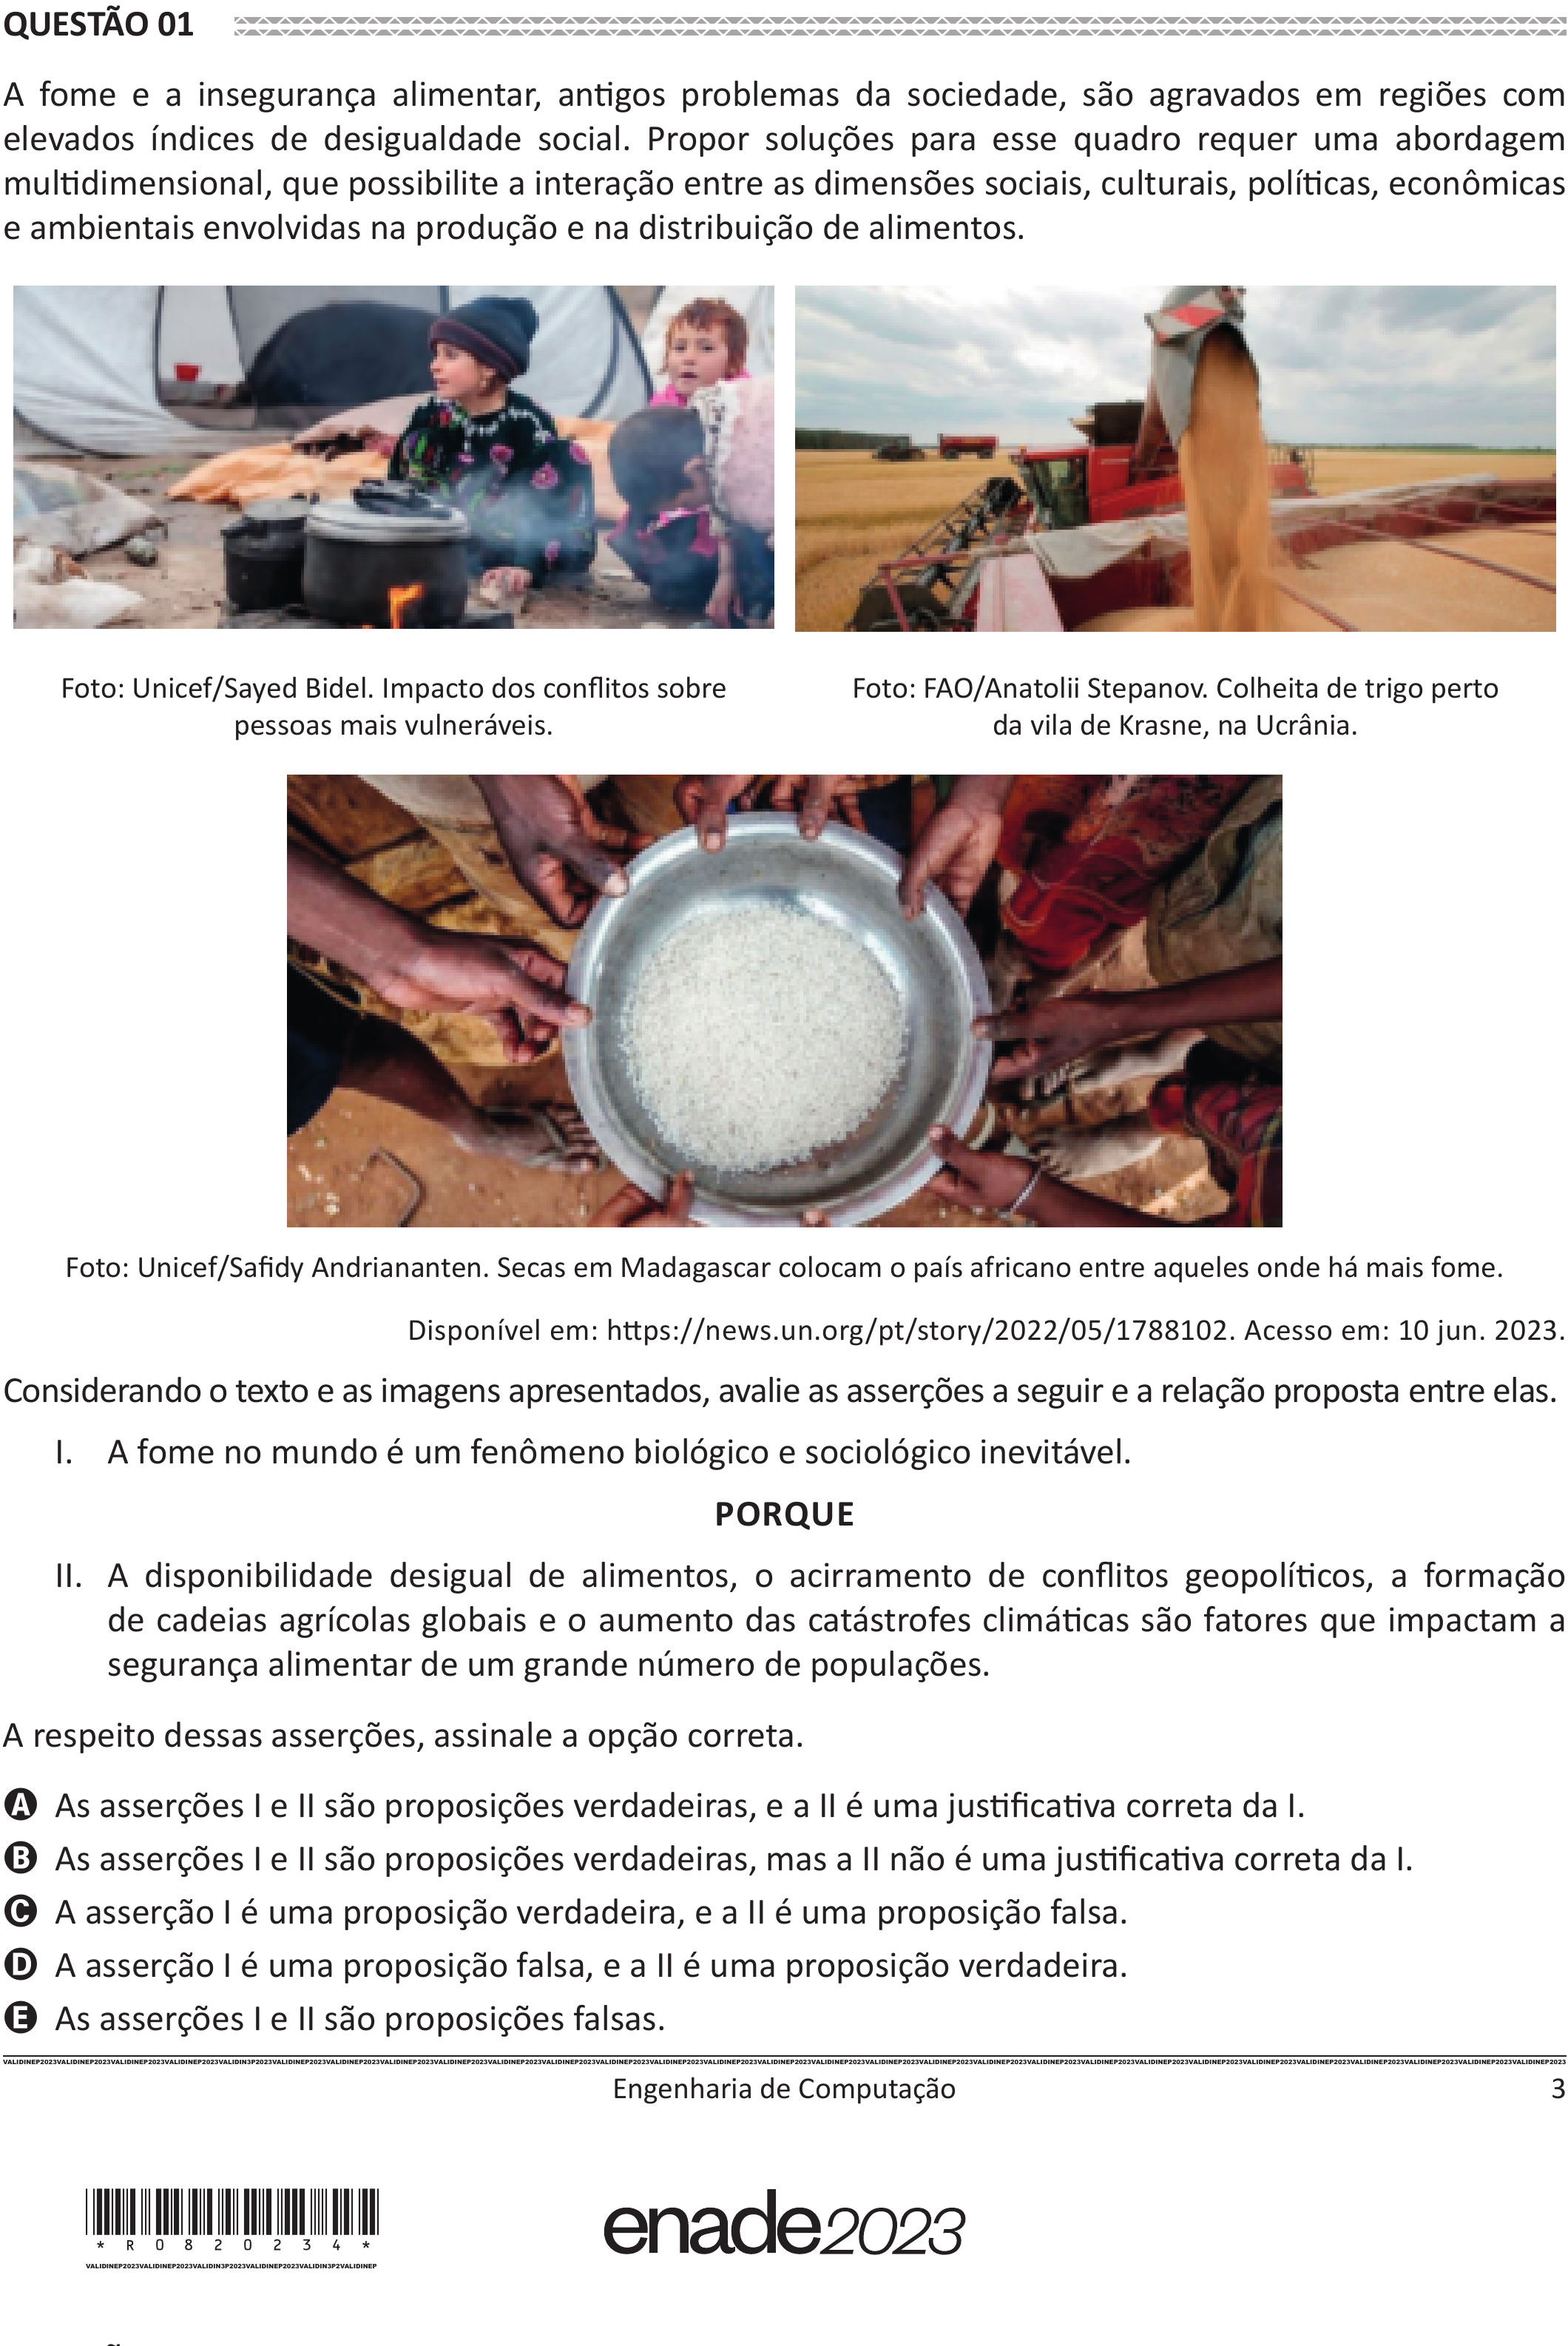 QUESTÃO 01
A fome e a insegurança alimentar, antigos problemas da sociedade, são agravados em regiões com
elevados índices de desigualdade social. Propor soluções para esse quadro requer uma abordagem
multidimensional, que possibilite a interação entre as dimensões sociais, culturais, políticas, econômicas
e ambientais envolvidas na produção e na distribuição de alimentos.
Foto: Unicef/Sayed Bidel. Impacto dos conflitos sobre
pessoas mais vulneráveis.
Foto: FAO/Anatolii Stepanov. Colheita de trigo perto
da vila de Krasne, na Ucrânia.
Foto: Unicef/Safidy Andriananten. Secas em Madagascar colocam o país africano entre aqueles onde há mais fome.
Disponível em: https://news.un.org/pt/story/2022/05/1788102. Acesso em: 10 jun. 2023.
Considerando o texto e as imagens apresentados, avalie as asserções a seguir e a relação proposta entre elas.
I. A fome no mundo é um fenômeno biológico e sociológico inevitável.
PORQUE
II. A disponibilidade desigual de alimentos, o acirramento de conflitos geopolíticos, a formação
de cadeias agrícolas globais e o aumento das catástrofes climáticas são fatores que impactam a
segurança alimentar de um grande número de populações.
A respeito dessas asserções, assinale a opção correta.
A As asserções I e II são proposições verdadeiras, e a II é uma justificativa correta da I.
B As asserções I e II são proposições verdadeiras, mas a II não é uma justificativa correta da I.
C A asserção I é uma proposição verdadeira, e a II é uma proposição falsa.
D A asserção I é uma proposição falsa, e a II é uma proposição verdadeira.
E As asserções I e II são proposições falsas.
Engenharia de Computação 3
*R0820234*
VALIDINEP2023VALIDINEP2023VALIDIN3P2023VALIDINEP2023VALIDIN3P2VALIDINEP
enade2023